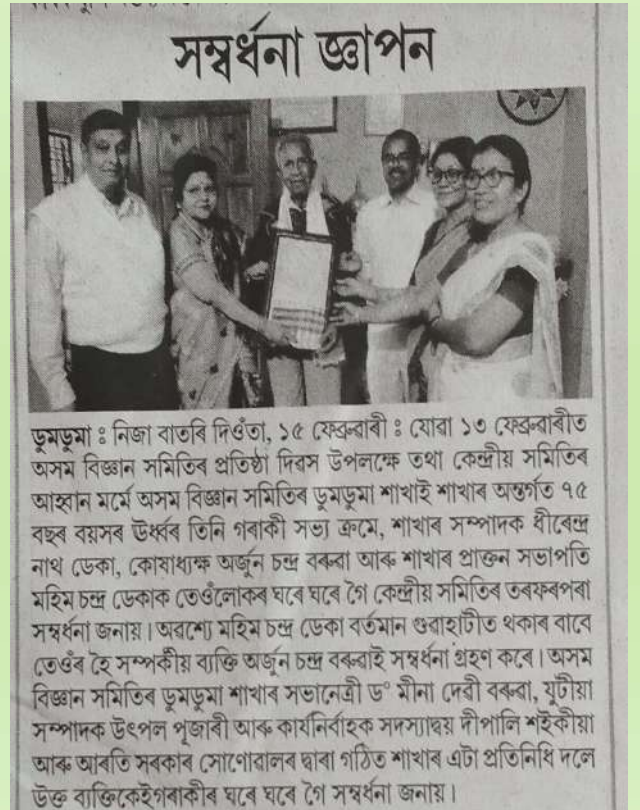 সম্বৰ্ধনা জ্ঞাপন
ডুমডুমা : নিজা বাতৰি দিওঁতা, ১৫ ফেব্ৰুৱাৰী : যোৱা ১৩ ফেব্ৰুৱাৰীত
অসম বিজ্ঞান সমিতিৰ প্ৰতিষ্ঠা দিৱস উপলক্ষে তথা কেন্দ্ৰীয় সমিতিৰ
আহ্বান মৰ্মে অসম বিজ্ঞান সমিতিৰ ডুমডুমা শাখাই শাখাৰ অন্তৰ্গত ৭৫
বছৰ বয়সৰ ঊৰ্ধ্বৰ তিনি গৰাকী সভ্য ক্ৰমে, শাখাৰ সম্পাদক ধীৰেন্দ্ৰ
নাথ ডেকা, কোষাধ্যক্ষ অৰ্জুন চন্দ্ৰ বৰুৱা আৰু শাখাৰ প্ৰাক্তন সভাপতি
মহিম চন্দ্ৰ ডেকাক তেওঁলোকৰ ঘৰে ঘৰে গৈ কেন্দ্ৰীয় সমিতিৰ তৰফৰপৰা
সম্বৰ্ধনা জনায়। অৱশ্যে মহিম চন্দ্ৰ ডেকা বৰ্তমান গুৱাহাটীত থকাৰ বাবে
তেওঁৰ হৈ সম্পৰ্কীয় ব্যক্তি অৰ্জুন চন্দ্ৰ বৰুৱাই সম্বৰ্ধনা গ্ৰহণ কৰে। অসম
বিজ্ঞান সমিতিৰ ডুমডুমা শাখাৰ সভানেত্ৰী ড° মীনা দেৱী বৰুৱা, যুটীয়া
সম্পাদক উৎপল পূজাৰী আৰু কাৰ্যনিৰ্বাহক সদস্যাদ্বয় দীপালি শইকীয়া
আৰু আৰতি সৰকাৰ সোণোৱালৰ দ্বাৰা গঠিত শাখাৰ এটা প্ৰতিনিধি দলে
উক্ত ব্যক্তিকেইগৰাকীৰ ঘৰে ঘৰে গৈ সম্বৰ্ধনা জনায়।